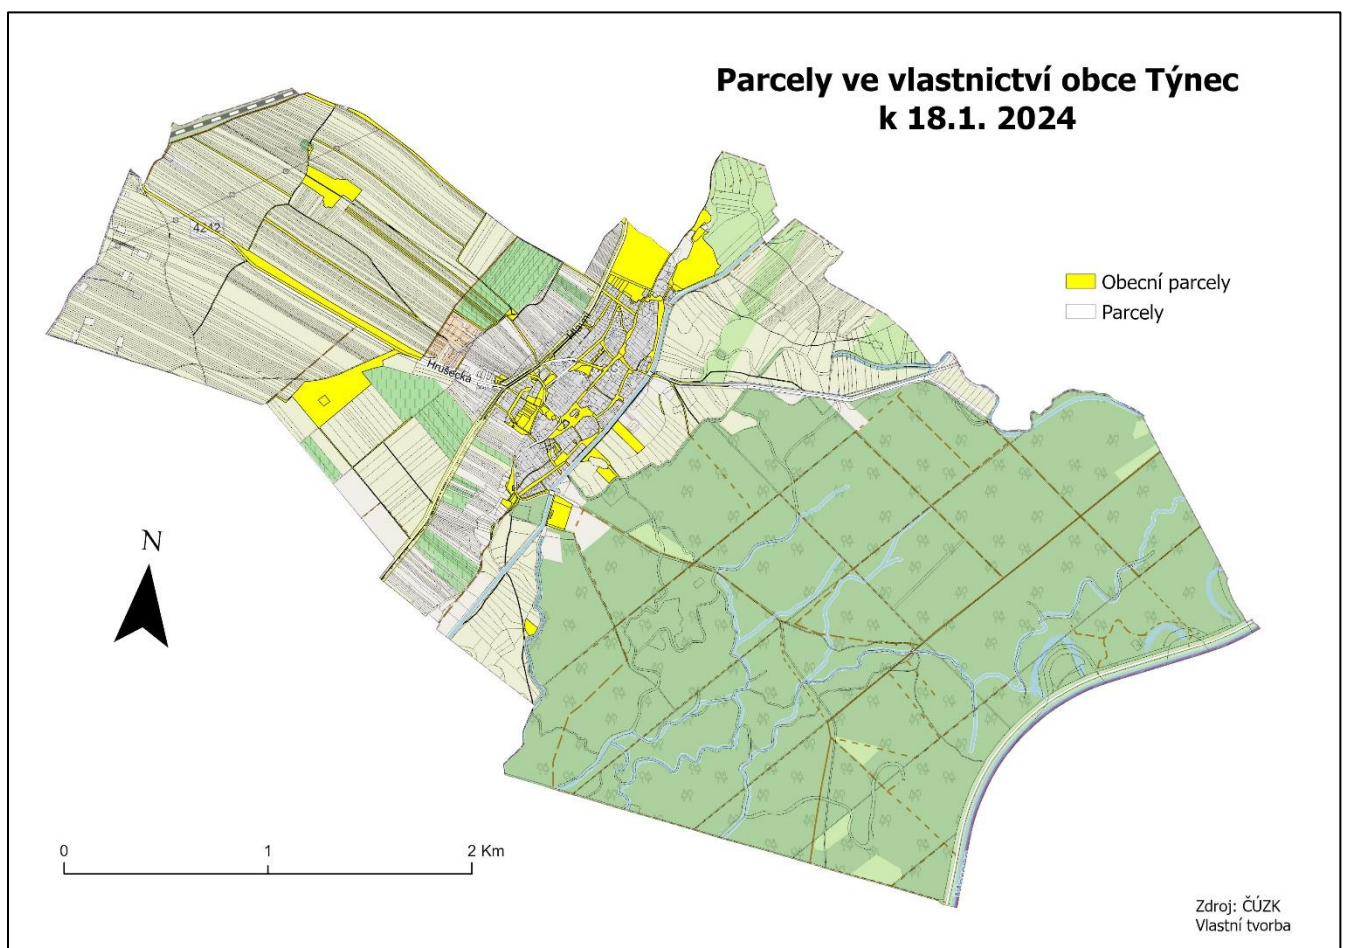 Parcely ve vlastnictví obce Týnec
k 18.1. 2024
4242
Obecní parcely
Parcely
Hlavní
Hrušecká
N
0 1 2 Km
Zdroj: ČÚZK
Vlastní tvorba